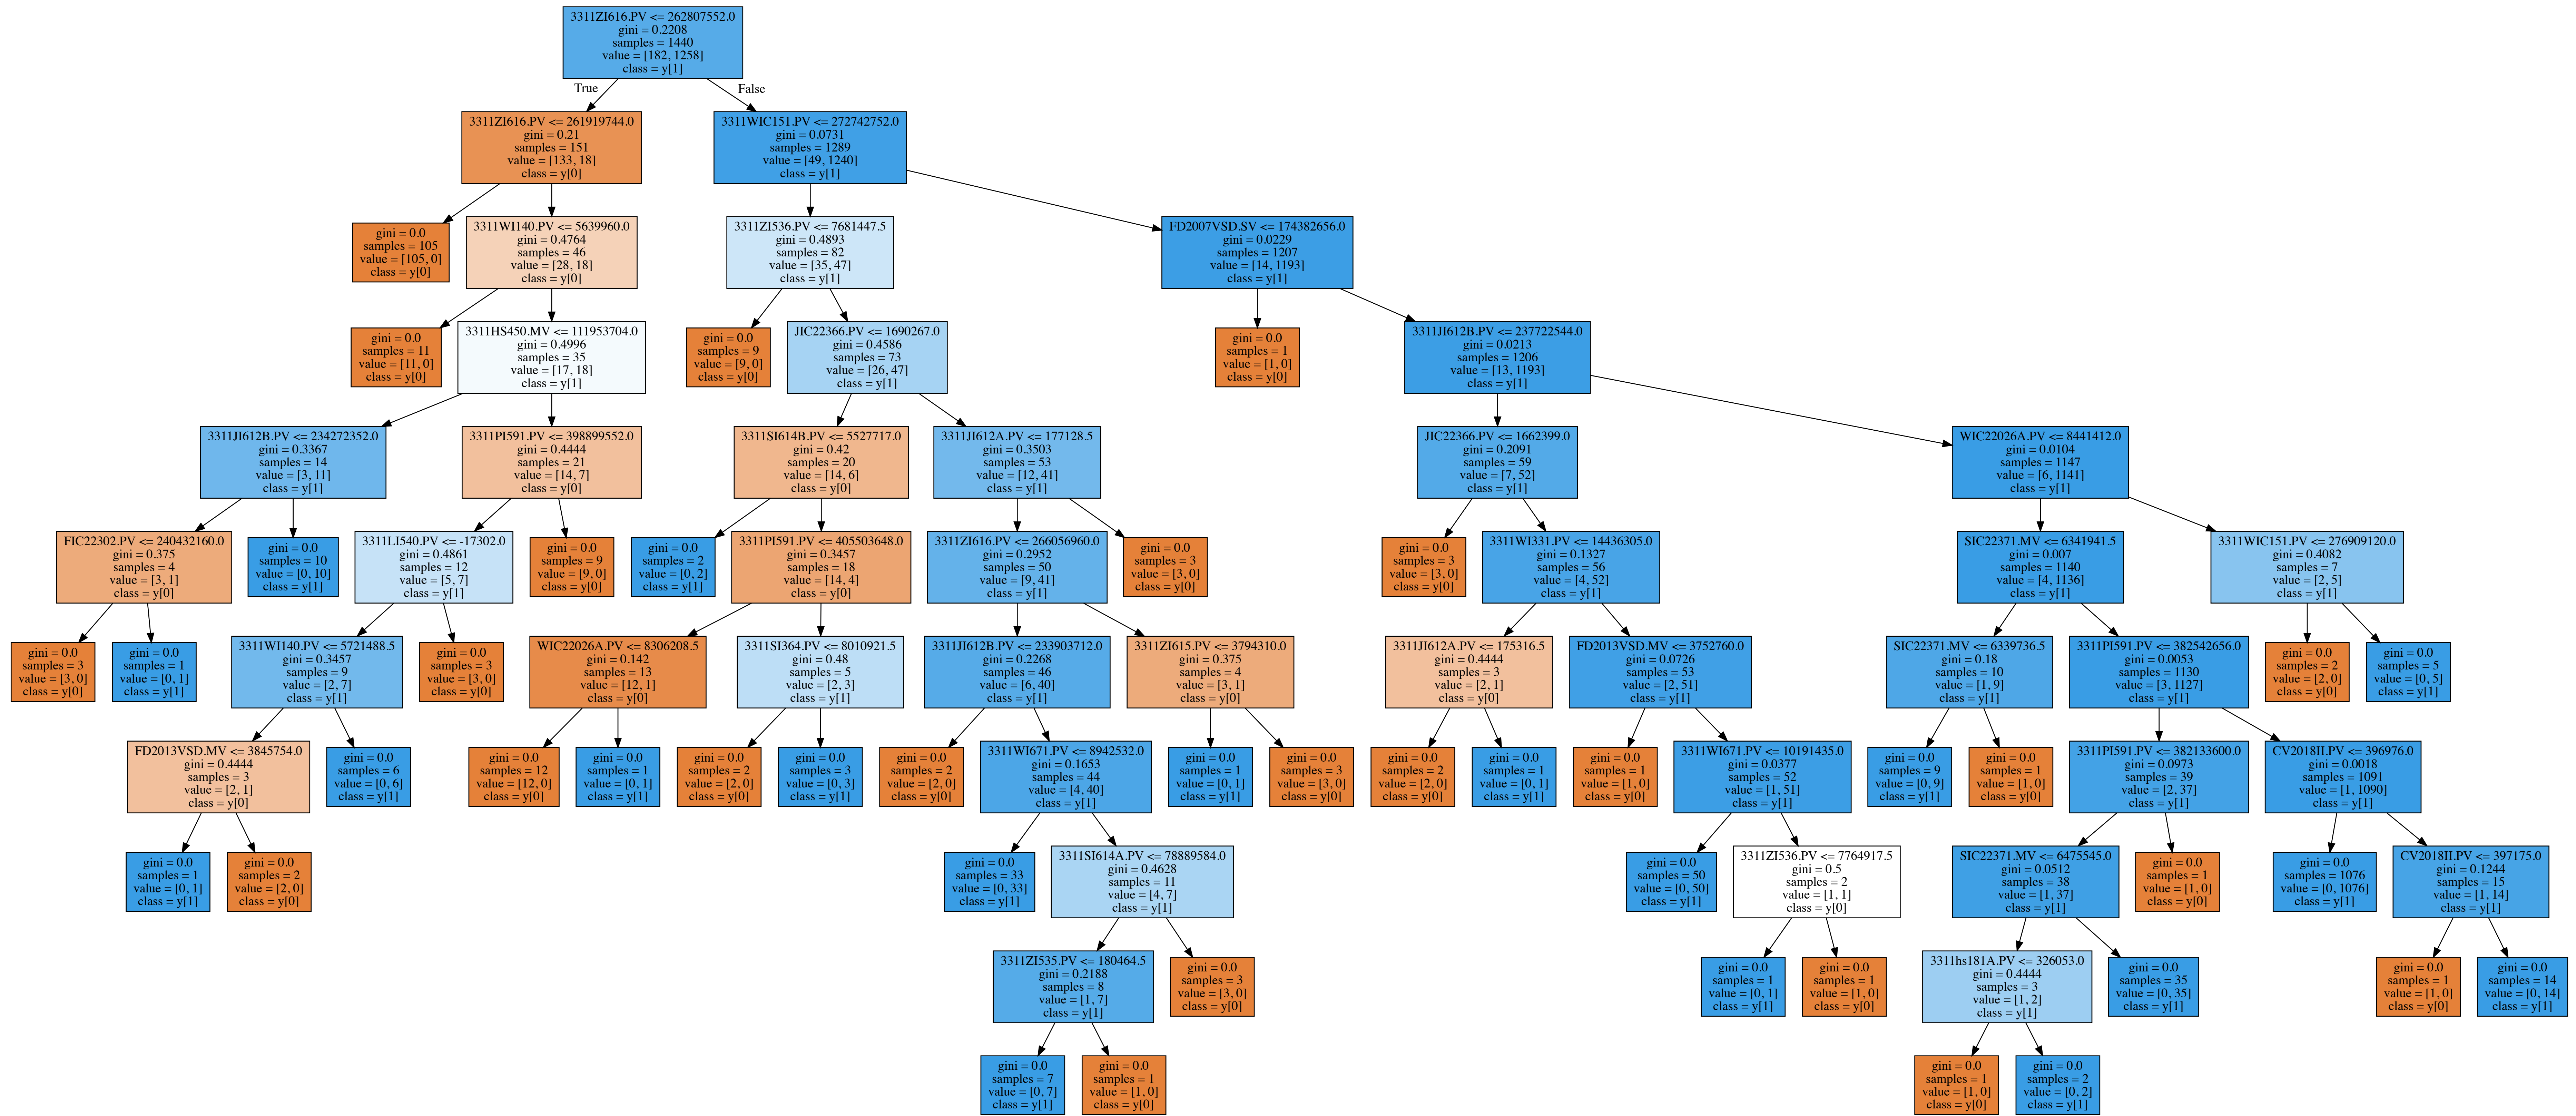 3311ZI616.PV <= 262807552.0
gini = 0.2208
samples = 1440
value = [182, 1258]
class = y[1]
True
False
3311ZI616.PV <= 261919744.0
gini = 0.21
samples = 151
value = [133, 18]
class = y[0]
3311WIC151.PV <= 272742752.0
gini = 0.0731
samples = 1289
value = [49, 1240]
class = y[1]
gini = 0.0
samples = 105
value = [105, 0]
class = y[0]
3311WI140.PV <= 5639960.0
gini = 0.4764
samples = 46
value = [28, 18]
class = y[0]
3311ZI536.PV <= 7681447.5
gini = 0.4893
samples = 82
value = [35, 47]
class = y[1]
FD2007VSD.SV <= 174382656.0
gini = 0.0229
samples = 1207
value = [14, 1193]
class = y[1]
gini = 0.0
samples = 11
value = [11, 0]
class = y[0]
3311HS450.MV <= 111953704.0
gini = 0.4996
samples = 35
value = [17, 18]
class = y[1]
gini = 0.0
samples = 9
value = [9, 0]
class = y[0]
JIC22366.PV <= 1690267.0
gini = 0.4586
samples = 73
value = [26, 47]
class = y[1]
gini = 0.0
samples = 1
value = [1, 0]
class = y[0]
3311JI612B.PV <= 237722544.0
gini = 0.0213
samples = 1206
value = [13, 1193]
class = y[1]
3311JI612B.PV <= 234272352.0
gini = 0.3367
samples = 14
value = [3, 11]
class = y[1]
3311PI591.PV <= 398899552.0
gini = 0.4444
samples = 21
value = [14, 7]
class = y[0]
3311SI614B.PV <= 5527717.0
gini = 0.42
samples = 20
value = [14, 6]
class = y[0]
3311JI612A.PV <= 177128.5
gini = 0.3503
samples = 53
value = [12, 41]
class = y[1]
JIC22366.PV <= 1662399.0
gini = 0.2091
samples = 59
value = [7, 52]
class = y[1]
WIC22026A.PV <= 8441412.0
gini = 0.0104
samples = 1147
value = [6, 1141]
class = y[1]
FIC22302.PV <= 240432160.0
gini = 0.375
samples = 4
value = [3, 1]
class = y[0]
gini = 0.0
samples = 10
value = [0, 10]
class = y[1]
3311LI540.PV <= -17302.0
gini = 0.4861
samples = 12
value = [5, 7]
class = y[1]
gini = 0.0
samples = 9
value = [9, 0]
class = y[0]
gini = 0.0
samples = 2
value = [0, 2]
class = y[1]
3311PI591.PV <= 405503648.0
gini = 0.3457
samples = 18
value = [14, 4]
class = y[0]
3311ZI616.PV <= 266056960.0
gini = 0.2952
samples = 50
value = [9, 41]
class = y[1]
gini = 0.0
samples = 3
value = [3, 0]
class = y[0]
gini = 0.0
samples = 3
value = [3, 0]
class = y[0]
3311WI331.PV <= 14436305.0
gini = 0.1327
samples = 56
value = [4, 52]
class = y[1]
SIC22371.MV <= 6341941.5
gini = 0.007
samples = 1140
value = [4, 1136]
class = y[1]
3311WIC151.PV <= 276909120.0
gini = 0.4082
samples = 7
value = [2, 5]
class = y[1]
gini = 0.0
samples = 3
value = [3, 0]
class = y[0]
gini = 0.0
samples = 1
value = [0, 1]
class = y[1]
3311WI140.PV <= 5721488.5
gini = 0.3457
samples = 9
value = [2, 7]
class = y[1]
gini = 0.0
samples = 3
value = [3, 0]
class = y[0]
WIC22026A.PV <= 8306208.5
gini = 0.142
samples = 13
value = [12, 1]
class = y[0]
3311SI364.PV <= 8010921.5
gini = 0.48
samples = 5
value = [2, 3]
class = y[1]
3311JI612B.PV <= 233903712.0
gini = 0.2268
samples = 46
value = [6, 40]
class = y[1]
3311ZI615.PV <= 3794310.0
gini = 0.375
samples = 4
value = [3, 1]
class = y[0]
3311JI612A.PV <= 175316.5
gini = 0.4444
samples = 3
value = [2, 1]
class = y[0]
FD2013VSD.MV <= 3752760.0
gini = 0.0726
samples = 53
value = [2, 51]
class = y[1]
SIC22371.MV <= 6339736.5
gini = 0.18
samples = 10
value = [1, 9]
class = y[1]
3311PI591.PV <= 382542656.0
gini = 0.0053
samples = 1130
value = [3, 1127]
class = y[1]
gini = 0.0
samples = 2
value = [2, 0]
class = y[0]
gini = 0.0
samples = 5
value = [0, 5]
class = y[1]
FD2013VSD.MV <= 3845754.0
gini = 0.4444
samples = 3
value = [2, 1]
class = y[0]
gini = 0.0
samples = 6
value = [0, 6]
class = y[1]
gini = 0.0
samples = 12
value = [12, 0]
class = y[0]
gini = 0.0
samples = 1
value = [0, 1]
class = y[1]
gini = 0.0
samples = 2
value = [2, 0]
class = y[0]
gini = 0.0
samples = 3
value = [0, 3]
class = y[1]
gini = 0.0
samples = 2
value = [2, 0]
class = y[0]
3311WI671.PV <= 8942532.0
gini = 0.1653
samples = 44
value = [4, 40]
class = y[1]
gini = 0.0
samples = 1
value = [0, 1]
class = y[1]
gini = 0.0
samples = 3
value = [3, 0]
class = y[0]
gini = 0.0
samples = 2
value = [2, 0]
class = y[0]
gini = 0.0
samples = 1
value = [0, 1]
class = y[1]
gini = 0.0
samples = 1
value = [1, 0]
class = y[0]
3311WI671.PV <= 10191435.0
gini = 0.0377
samples = 52
value = [1, 51]
class = y[1]
gini = 0.0
samples = 9
value = [0, 9]
class = y[1]
gini = 0.0
samples = 1
value = [1, 0]
class = y[0]
3311PI591.PV <= 382133600.0
gini = 0.0973
samples = 39
value = [2, 37]
class = y[1]
CV2018II.PV <= 396976.0
gini = 0.0018
samples = 1091
value = [1, 1090]
class = y[1]
gini = 0.0
samples = 1
value = [0, 1]
class = y[1]
gini = 0.0
samples = 2
value = [2, 0]
class = y[0]
gini = 0.0
samples = 33
value = [0, 33]
class = y[1]
3311SI614A.PV <= 78889584.0
gini = 0.4628
samples = 11
value = [4, 7]
class = y[1]
gini = 0.0
samples = 50
value = [0, 50]
class = y[1]
3311ZI536.PV <= 7764917.5
gini = 0.5
samples = 2
value = [1, 1]
class = y[0]
SIC22371.MV <= 6475545.0
gini = 0.0512
samples = 38
value = [1, 37]
class = y[1]
gini = 0.0
samples = 1
value = [1, 0]
class = y[0]
gini = 0.0
samples = 1076
value = [0, 1076]
class = y[1]
CV2018II.PV <= 397175.0
gini = 0.1244
samples = 15
value = [1, 14]
class = y[1]
3311ZI535.PV <= 180464.5
gini = 0.2188
samples = 8
value = [1, 7]
class = y[1]
gini = 0.0
samples = 3
value = [3, 0]
class = y[0]
gini = 0.0
samples = 1
value = [0, 1]
class = y[1]
gini = 0.0
samples = 1
value = [1, 0]
class = y[0]
3311hs181A.PV <= 326053.0
gini = 0.4444
samples = 3
value = [1, 2]
class = y[1]
gini = 0.0
samples = 35
value = [0, 35]
class = y[1]
gini = 0.0
samples = 1
value = [1, 0]
class = y[0]
gini = 0.0
samples = 14
value = [0, 14]
class = y[1]
gini = 0.0
samples = 7
value = [0, 7]
class = y[1]
gini = 0.0
samples = 1
value = [1, 0]
class = y[0]
gini = 0.0
samples = 1
value = [1, 0]
class = y[0]
gini = 0.0
samples = 2
value = [0, 2]
class = y[1]